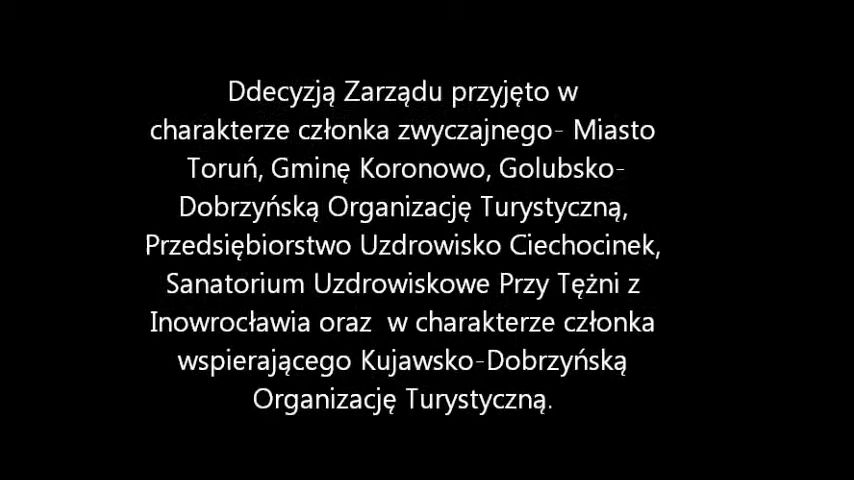 Ddecyzją Zarządu przyjęto w
charakterze członka zwyczajnego- Miasto
Toruń, Gminę Koronowo, Golubsko-
Dobrzyńską Organizację Turystyczną,
Przedsiębiorstwo Uzdrowisko Ciechocinek,
Sanatorium Uzdrowiskowe Przy Tężni z
Inowrocławia oraz  w charakterze członka
wspierającego Kujawsko-Dobrzyńską
Organizację Turystyczną.